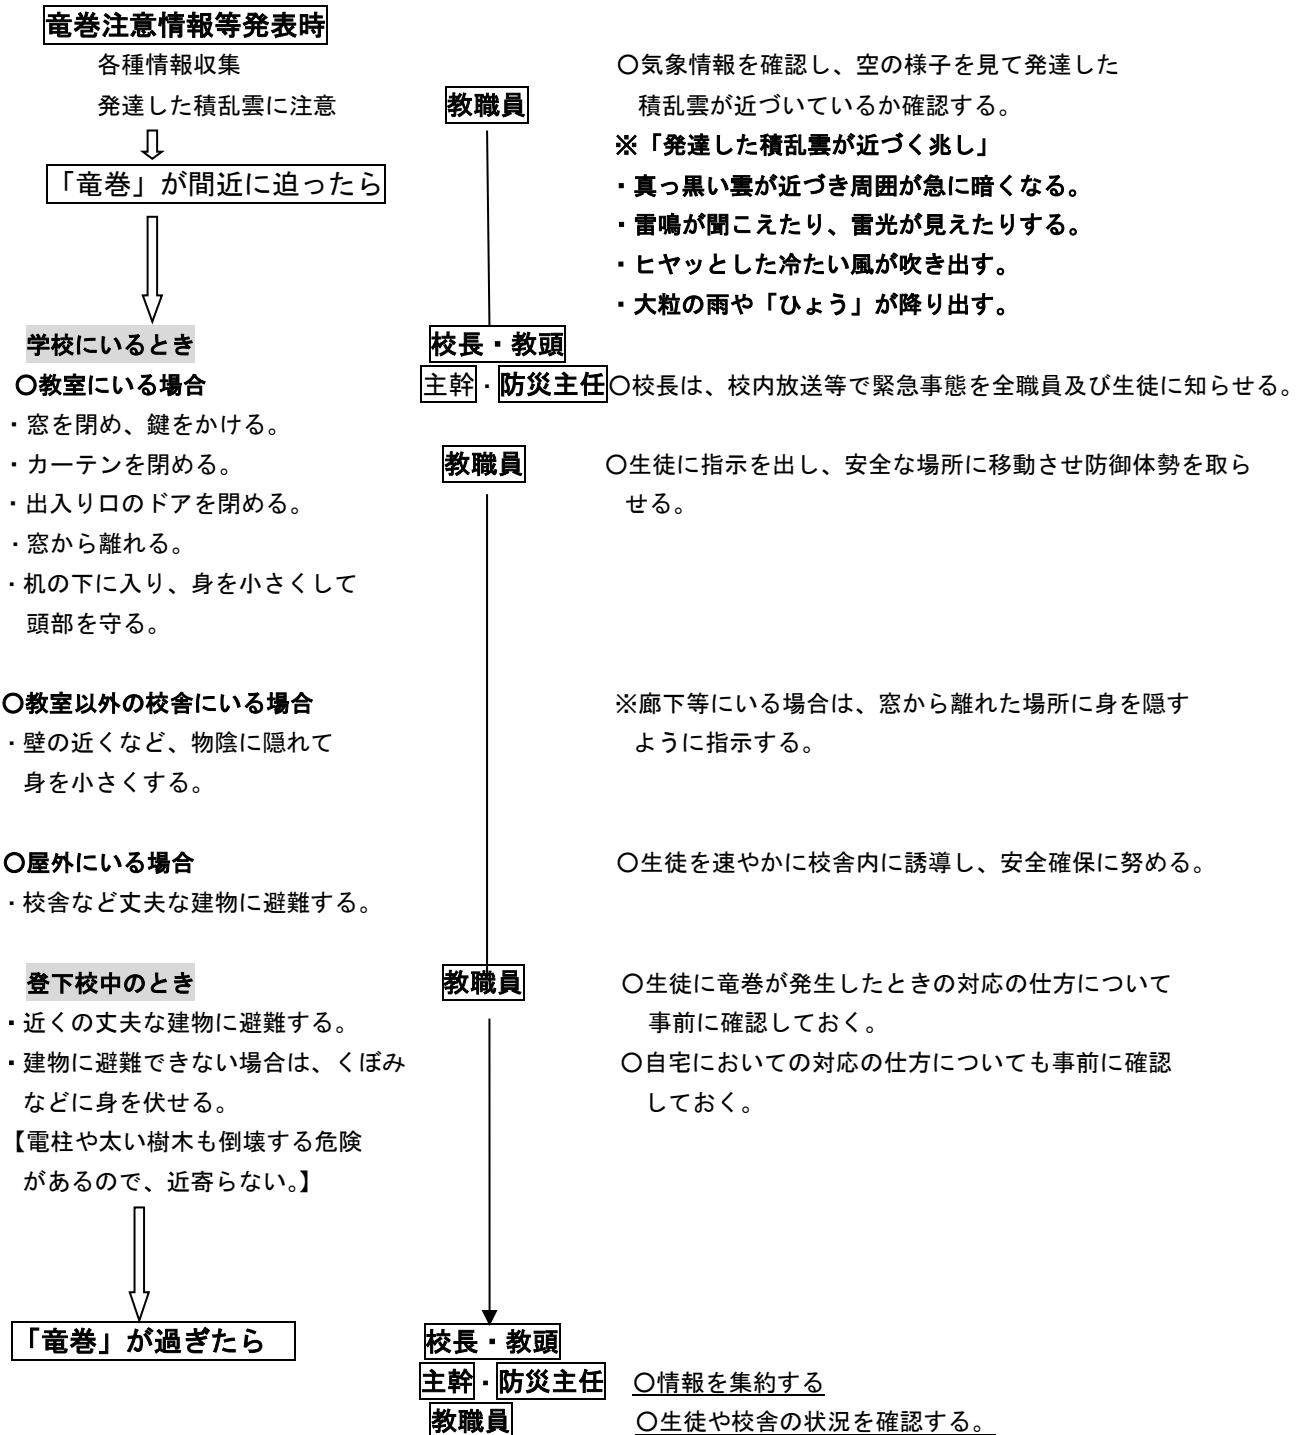 竜巻注意情報等発表時
各種情報収集 〇気象情報を確認し、空の様子を見て発達した
発達した積乱雲に注意 教職員 積乱雲が近づいているか確認する。
※「発達した積乱雲が近づく兆し」
「竜巻」が間近に迫ったら ・真っ黒い雲が近づき周囲が急に暗くなる。
・雷鳴が聞こえたり、雷光が見えたりする。
・ヒヤッとした冷たい風が吹き出す。
・大粒の雨や「ひょう」が降り出す。
学校にいるとき 校長・教頭
〇教室にいる場合 主幹・防災主任 〇校長は、校内放送等で緊急事態を全職員及び生徒に知らせる。
・窓を閉め、鍵をかける。
・カーテンを閉める。 教職員 〇生徒に指示を出し、安全な場所に移動させ防御体勢を取ら
・出入り口のドアを閉める。 せる。
・窓から離れる。
・机の下に入り、身を小さくして
頭部を守る。
〇教室以外の校舎にいる場合 ※廊下等にいる場合は、窓から離れた場所に身を隠す
・壁の近くなど、物陰に隠れて ように指示する。
身を小さくする。
〇屋外にいる場合 〇生徒を速やかに校舎内に誘導し、安全確保に努める。
・校舎など丈夫な建物に避難する。
登下校中のとき 教職員 〇生徒に竜巻が発生したときの対応の仕方について
・近くの丈夫な建物に避難する。 事前に確認しておく。
・建物に避難できない場合は、くぼみ 〇自宅においての対応の仕方についても事前に確認
などに身を伏せる。 しておく。
【電柱や太い樹木も倒壊する危険
があるので、近寄らない。】
「竜巻」が過ぎたら 校長・教頭
主幹・防災主任 〇情報を集約する
教職員 〇生徒や校舎の状況を確認する。